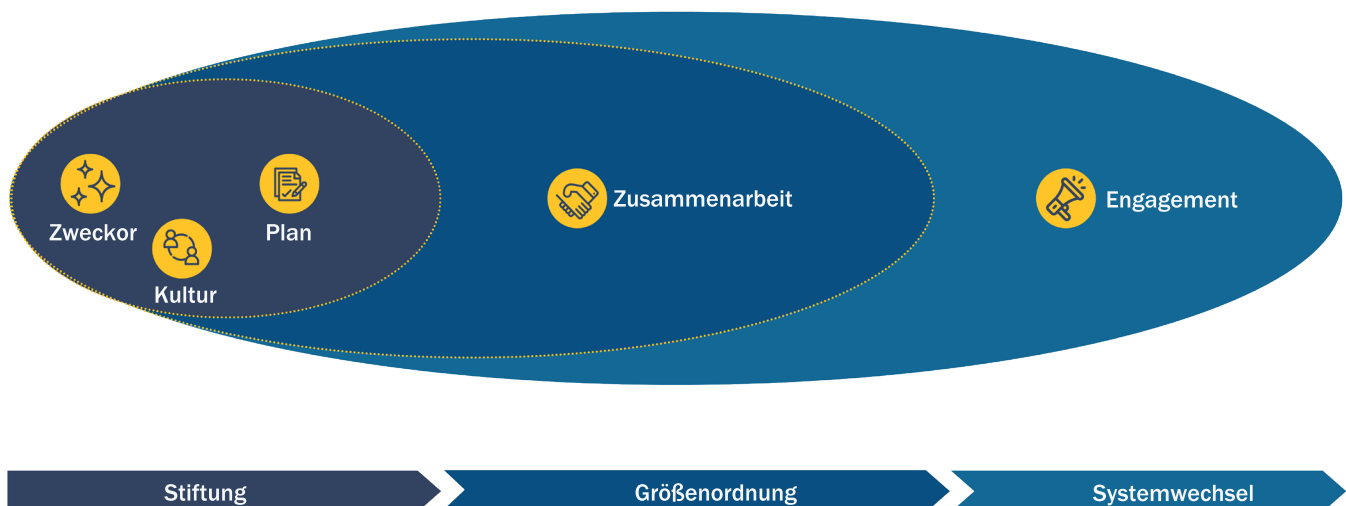 Zweckor
Kultur
Plan
Zusammenarbeit
Engagement
Stiftung
Größenordnung
Systemwechsel